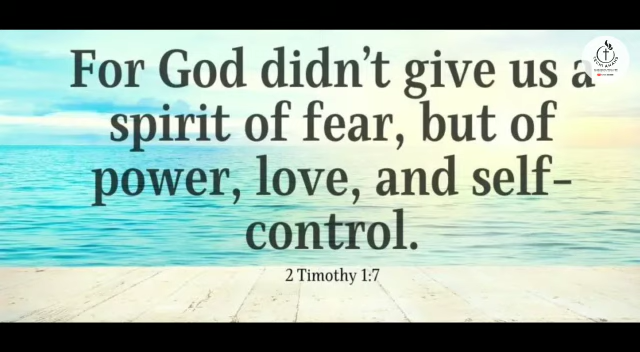 For God didn't give us a
spirit of fear, but of
power, love, and self-
control.
2 Timothy 1:7